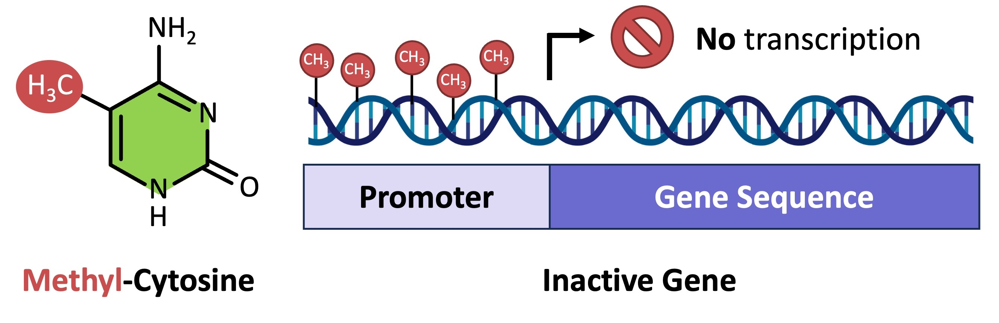 NH₂
H₃C
N
O
N
H
Methyl-Cytosine
CH₃
CH₃
CH₃
CH₃
CH₃
No transcription
Promoter
Gene Sequence
Inactive Gene